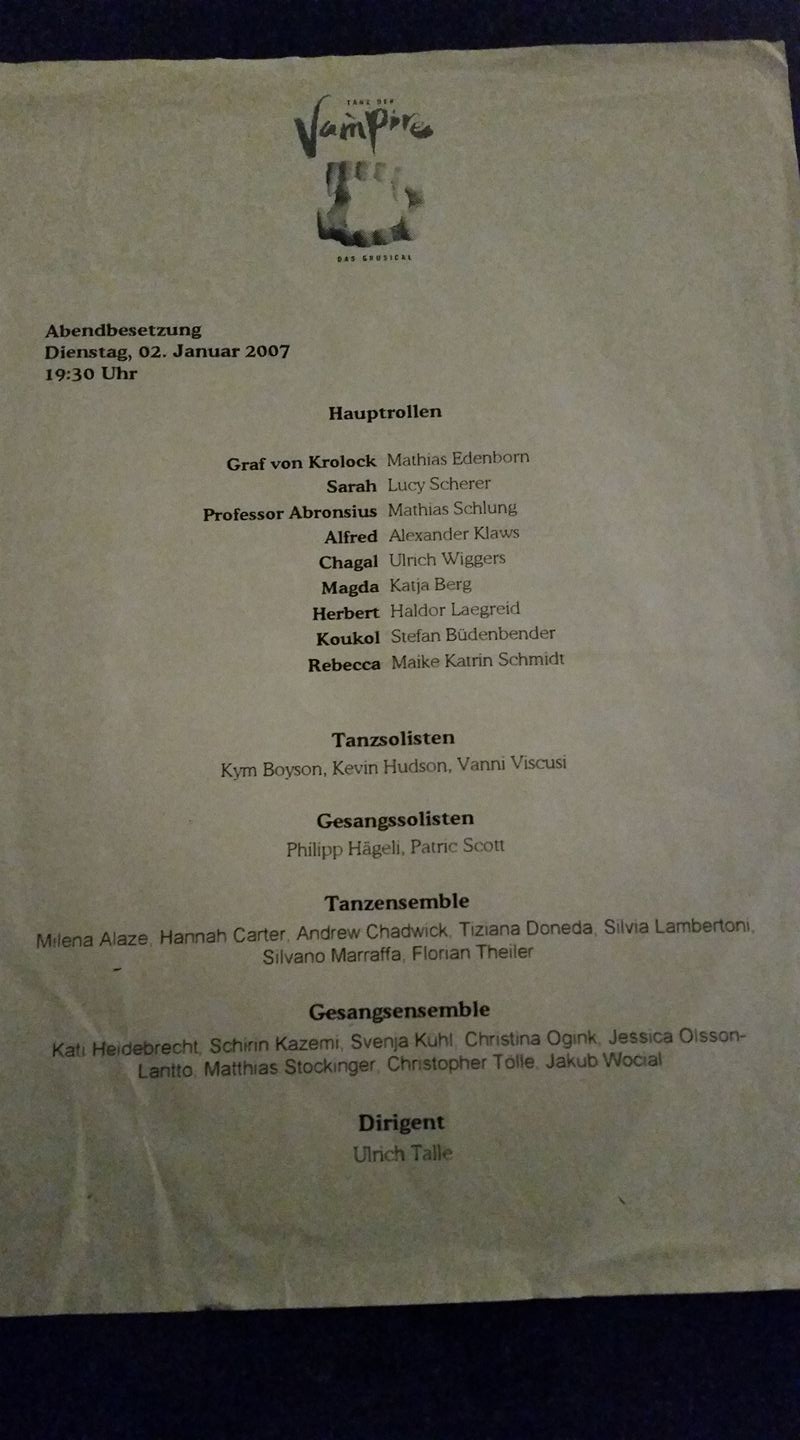 TANZ DER
Vampire
DAS GRUSICAL
Abendbesetzung
Dienstag, 02. Januar 2007
19:30 Uhr
Hauptrollen
Graf von Krolock Mathias Edenborn
Sarah Lucy Scherer
Professor Abronsius Mathias Schlung
Alfred Alexander Klaws
Chagal Ulrich Wiggers
Magda Katja Berg
Herbert Haldor Laegreid
Koukol Stefan Büdenbender
Rebecca Maike Katrin Schmidt
Tanzsolisten
Kym Boyson, Kevin Hudson, Vanni Viscusi
Gesangssolisten
Philipp Hägeli, Patric Scott
Tanzensemble
Milena Alaze, Hannah Carter, Andrew Chadwick, Tiziana Doneda, Silvia Lambertoni,
Silvano Marraffa, Florian Theiler
Gesangsensemble
Kati Heidebrecht, Schirin Kazemi, Svenja Kühl, Christina Ogink, Jessica Olsson-
Lantto, Matthias Stockinger, Christopher Tölle, Jakub Wocial
Dirigent
Ulrich Talle